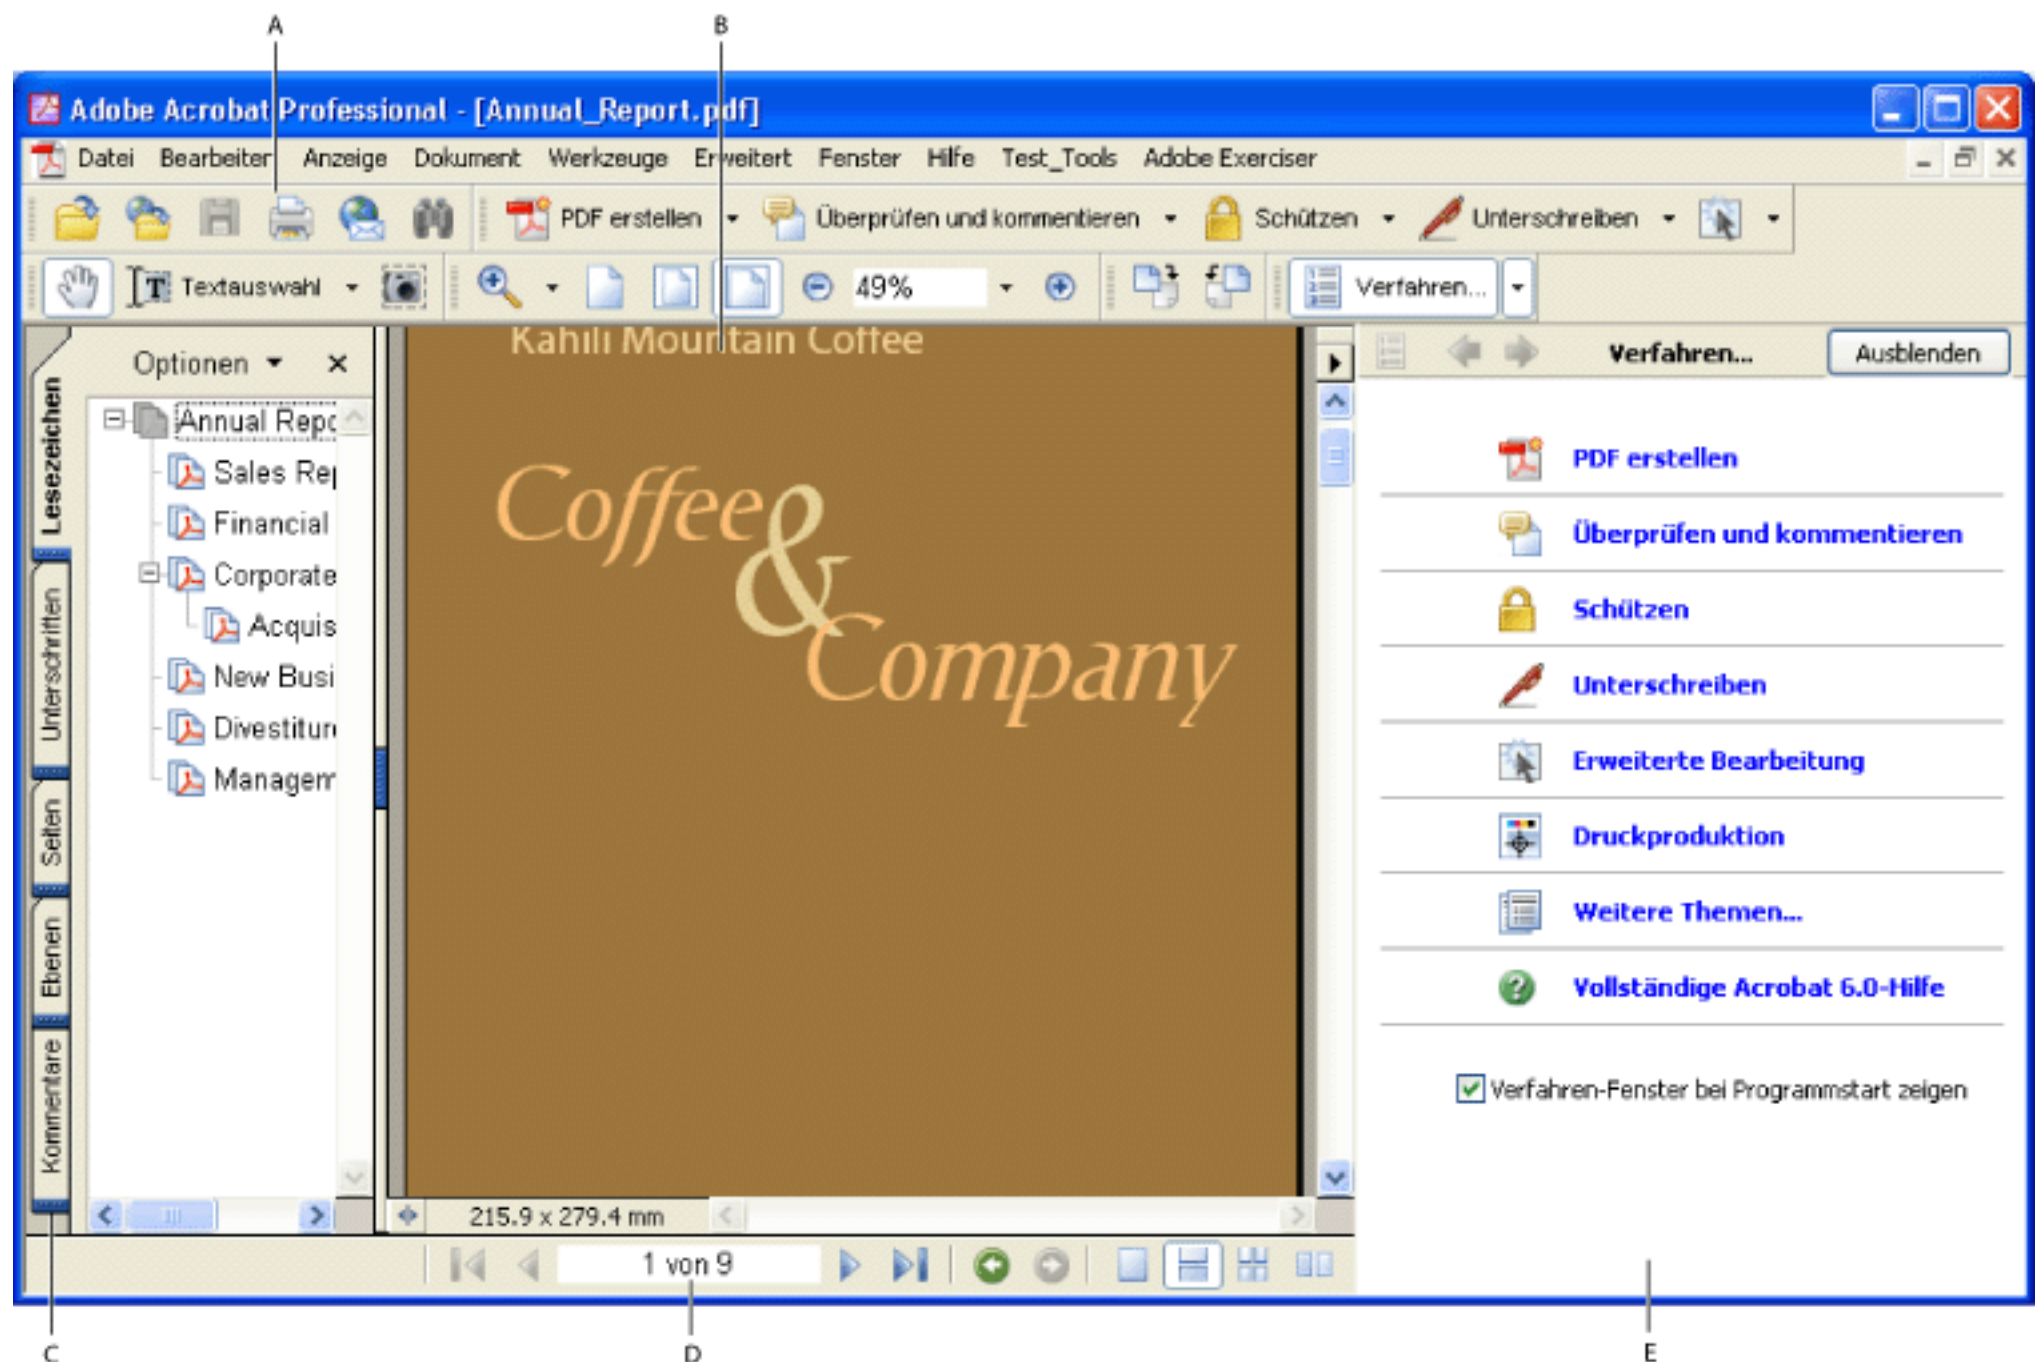 A
B
Adobe Acrobat Professional - [Annual_Report.pdf]
Datei Bearbeiten Anzeige Dokument Werkzeuge Erweitert Fenster Hilfe Test_Tools Adobe Exerciser
PDF erstellen Überprüfen und kommentieren Schützen Unterschreiben
Textauswahl 49% Verfahren...
Optionen
Lesezeichen
Unterschriften
Seiten
Ebenen
Kommentare
Annual Repo
Sales Rep
Financial
Corporate
Acquis
New Busi
Divestitur
Managem
Kahili Mountain Coffee
Coffee
&
Company
215.9 x 279.4 mm
1 von 9
Verfahren... Ausblenden
PDF erstellen
Überprüfen und kommentieren
Schützen
Unterschreiben
Erweiterte Bearbeitung
Druckproduktion
Weitere Themen...
Vollständige Acrobat 6.0-Hilfe
Verfahren-Fenster bei Programmstart zeigen
C
D
E